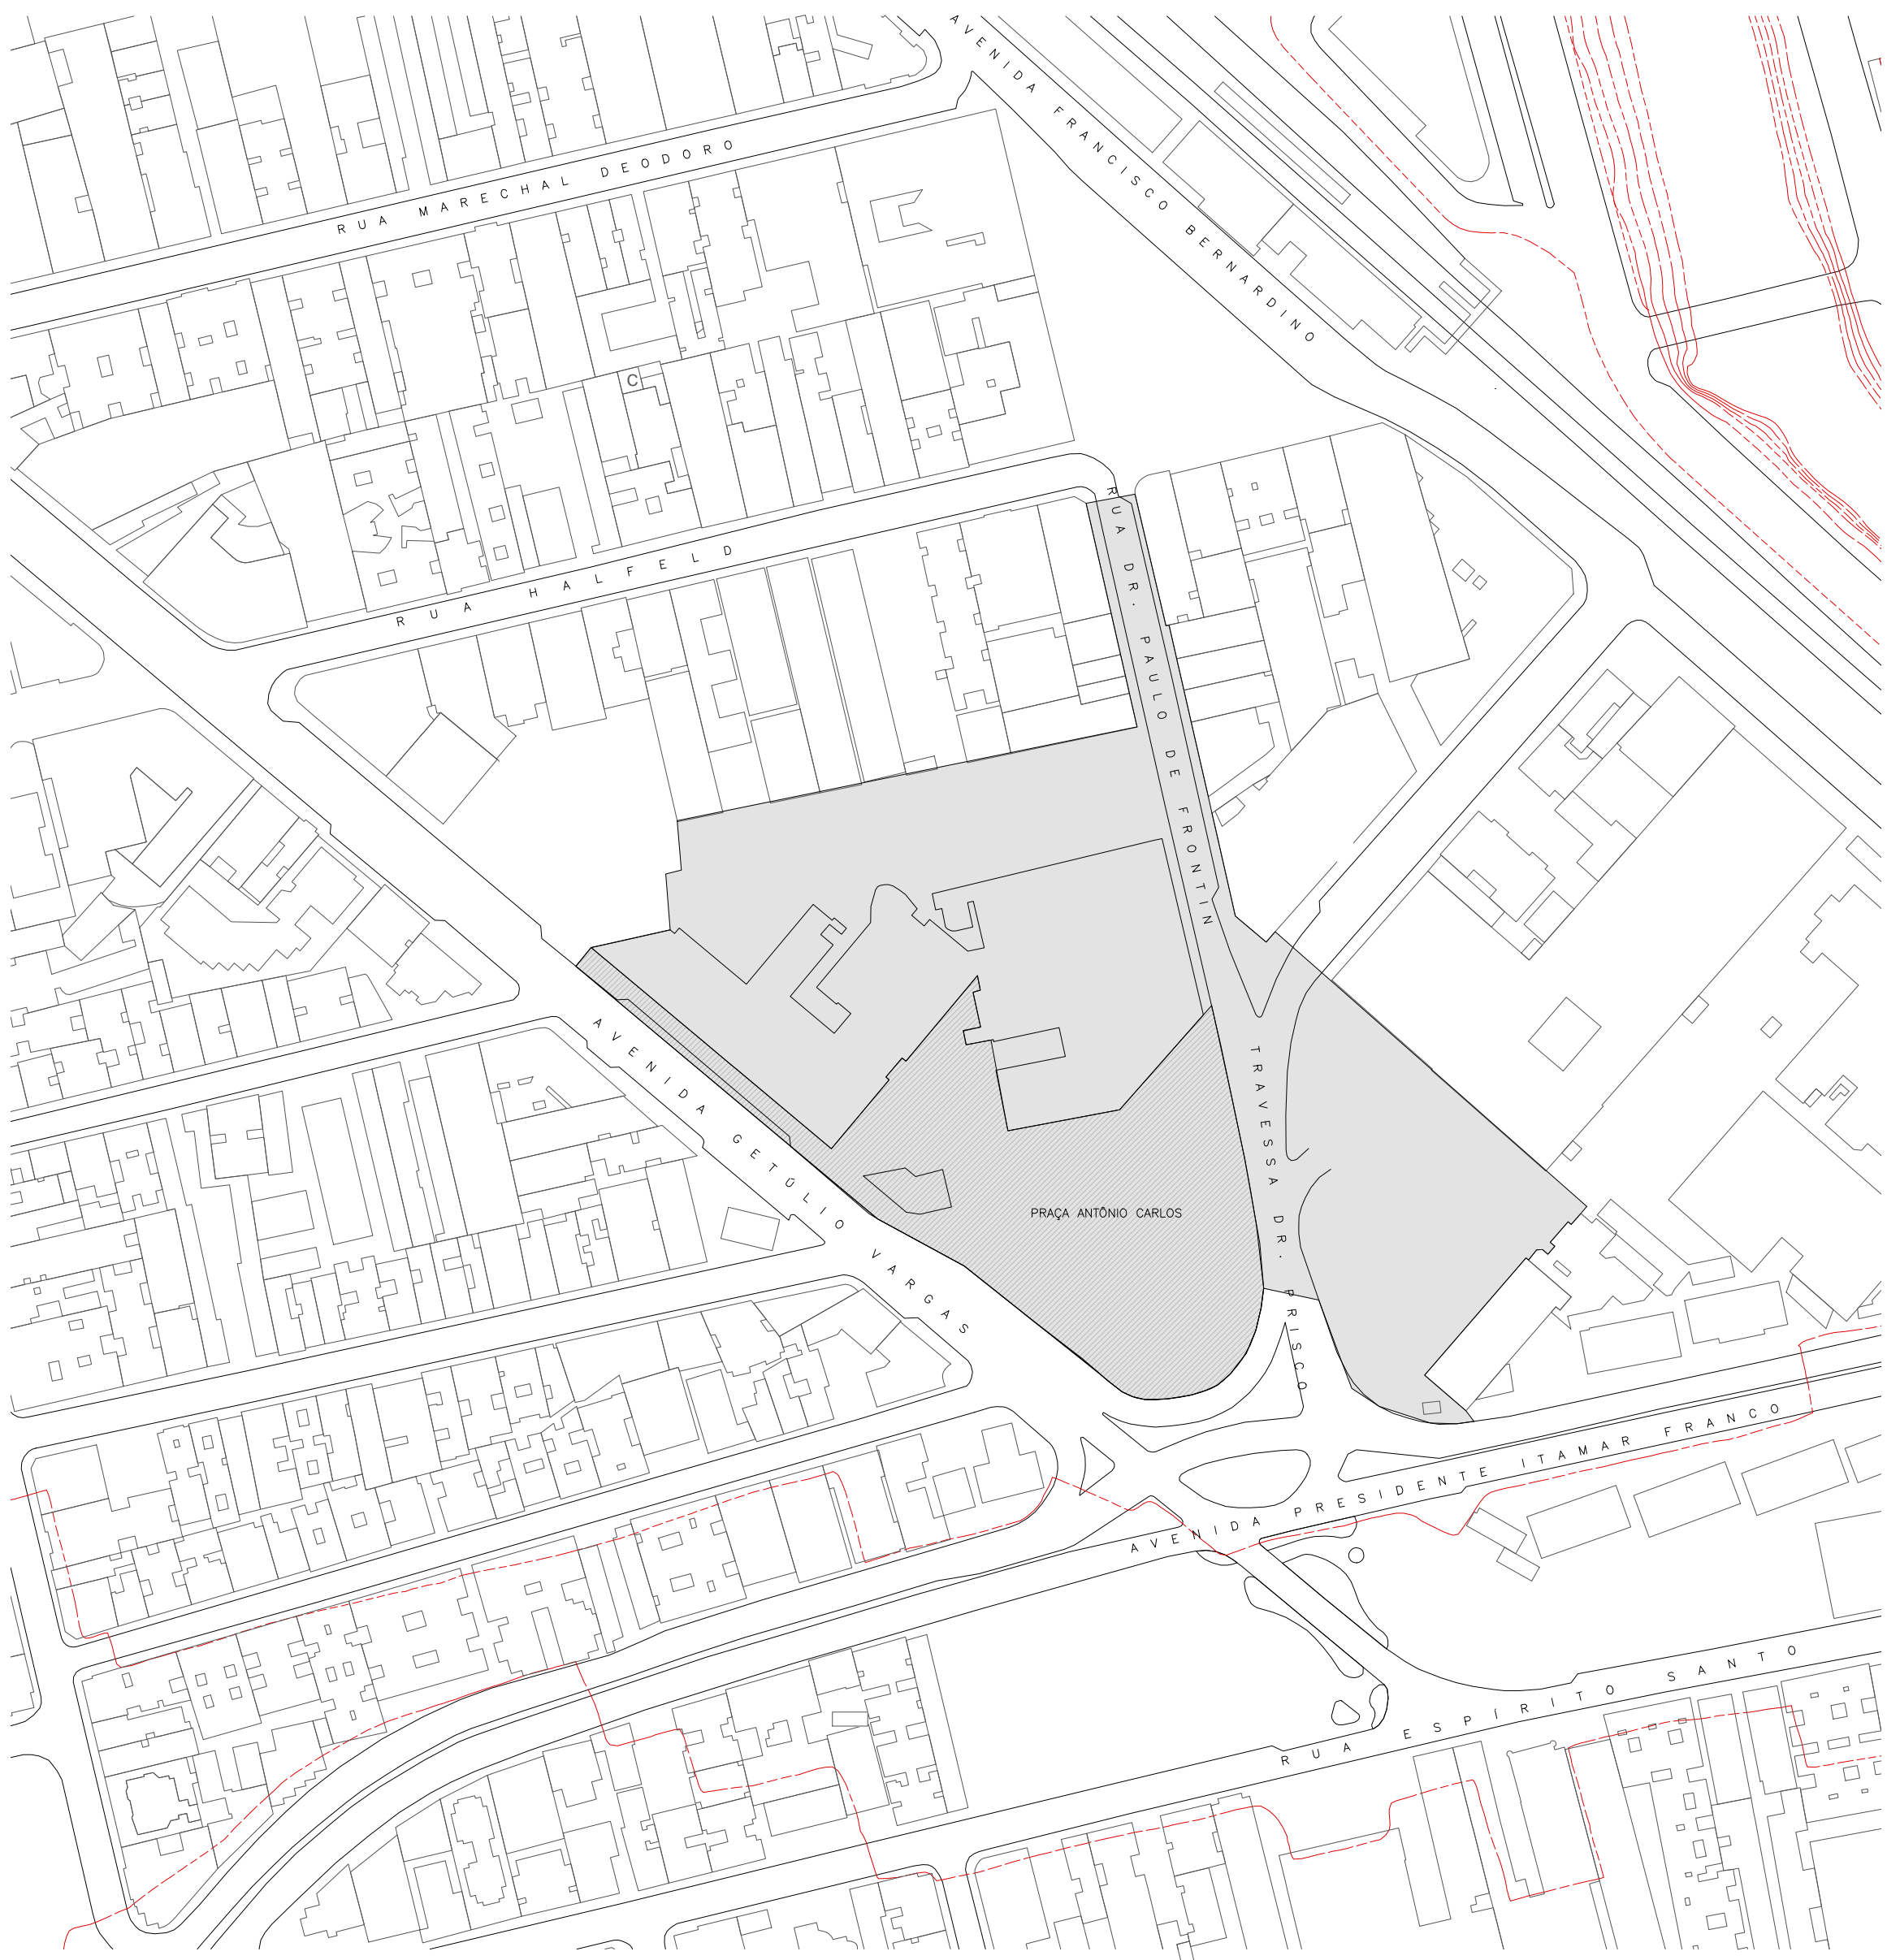 AVENIDA FRANCISCO BERNARDINO
RUA MARECHAL DEODORO
C
RUA HALFELD
RUA DR. PAULO DE FRONTIN
AVENIDA GETÚLIO VARGAS
TRAVESSA DR. PRISCO
PRAÇA ANTÔNIO CARLOS
AVENIDA PRESIDENTE ITAMAR FRANCO
RUA ESPIRITO SANTO